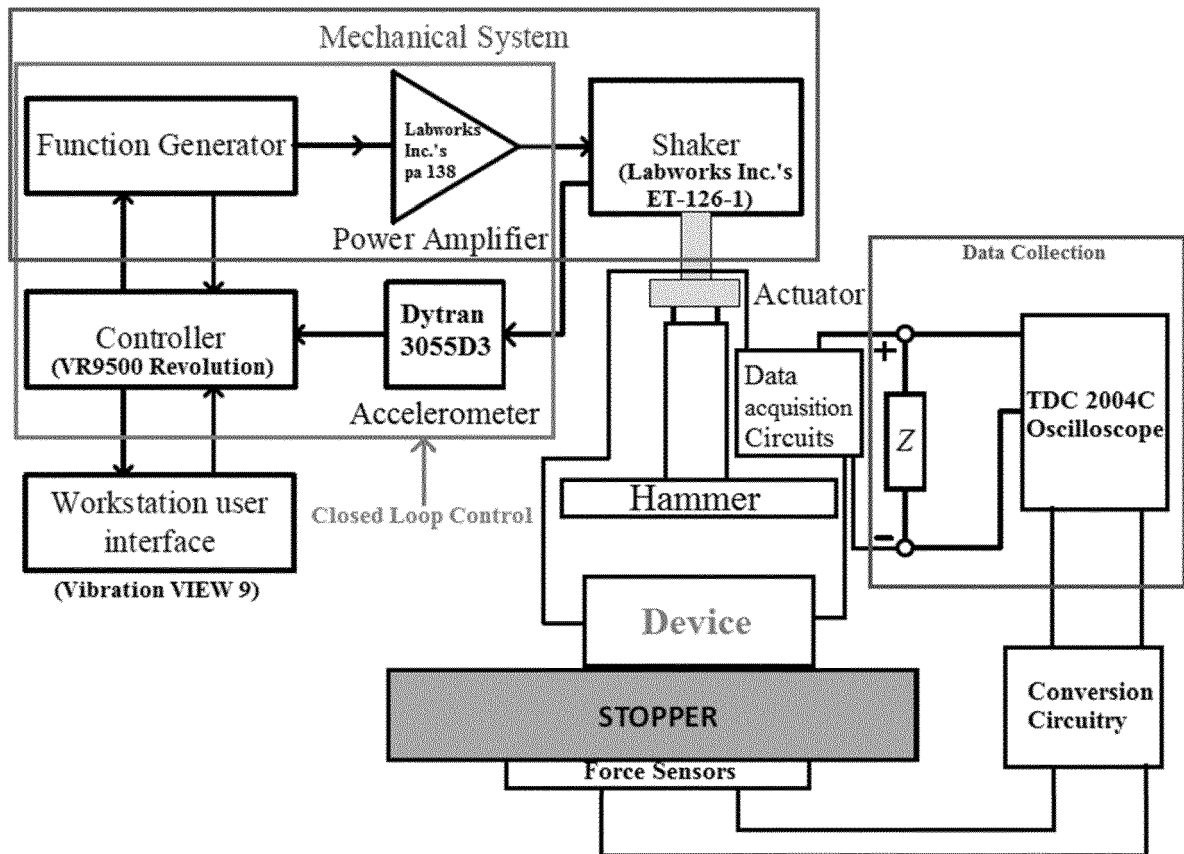 Mechanical System
Function Generator
Labworks
Inc.'s
pa 138
Power Amplifier
Shaker
(Labworks Inc.'s
ET-126-1)
Controller
(VR9500 Revolution)
Dytran
3055D3
Accelerometer
Closed Loop Control
Workstation user
interface
(Vibration VIEW 9)
Actuator
Hammer
Data
acquisition
Circuits
Data Collection
+
Z
−
TDC 2004C
Oscilloscope
Device
STOPPER
Force Sensors
Conversion
Circuitry